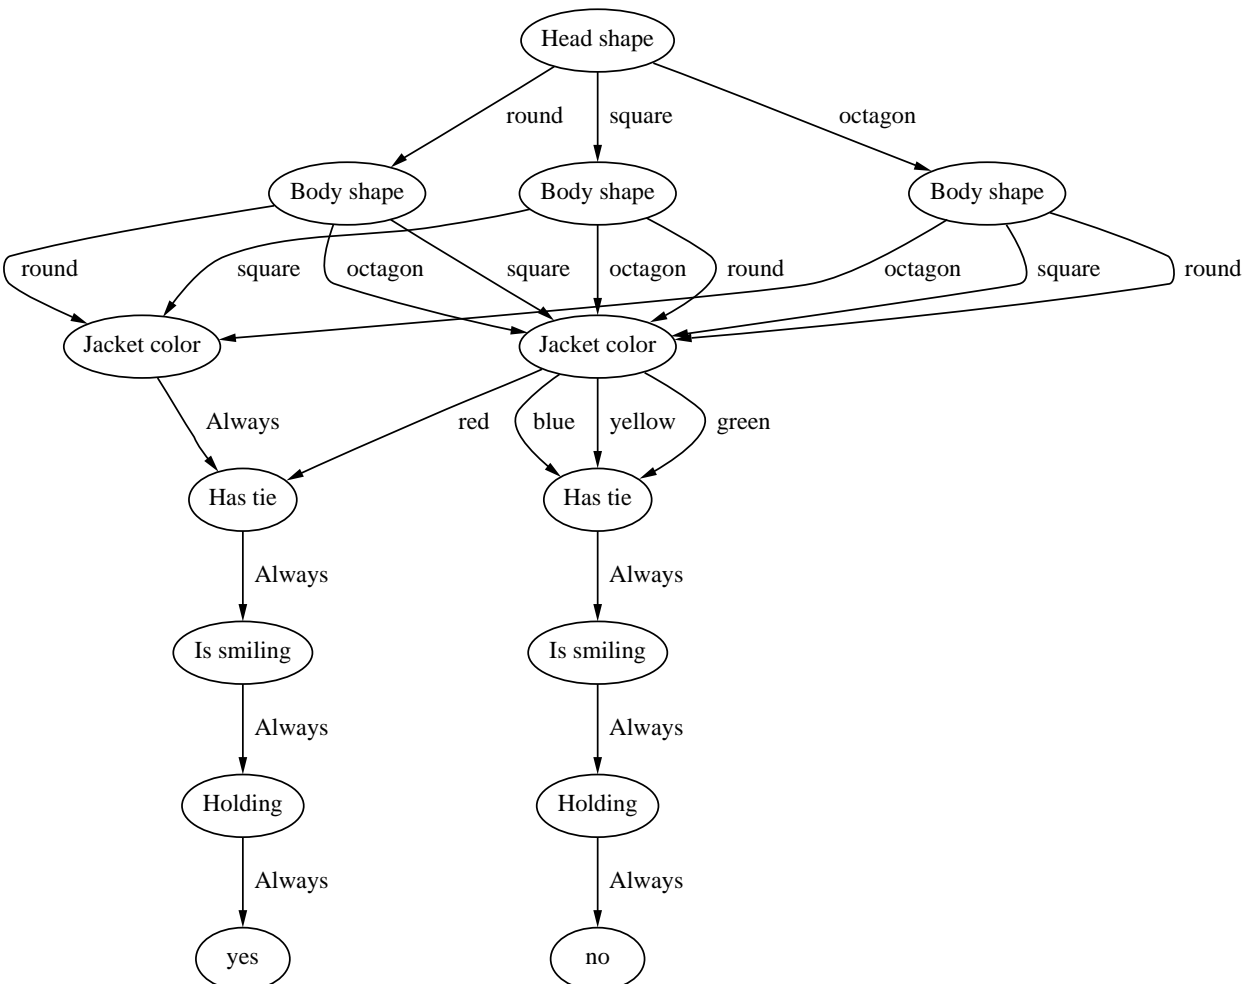 Head shape
round
square
octagon
Body shape
Body shape
Body shape
round
square
octagon
square
octagon
round
octagon
square
round
Jacket color
Jacket color
Always
red
blue
yellow
green
Has tie
Has tie
Always
Always
Is smiling
Is smiling
Always
Always
Holding
Holding
Always
Always
yes
no